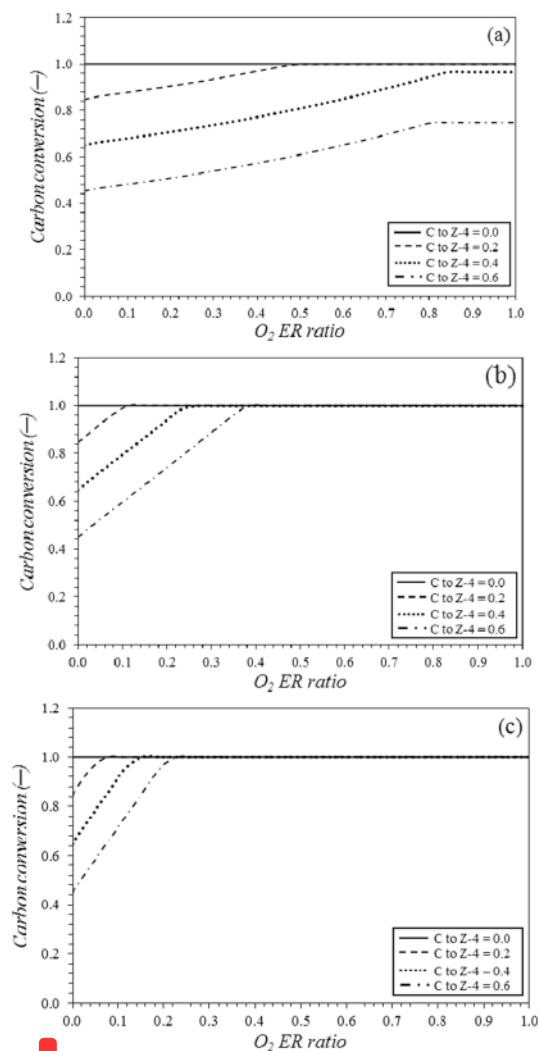 (a)
1.2
1.0
0.8
0.6
0.4
0.2
0.0
Carbon conversion (—)
C to Z-4 = 0.0
C to Z-4 = 0.2
C to Z-4 = 0.4
C to Z-4 = 0.6
0.0 0.1 0.2 0.3 0.4 0.5 0.6 0.7 0.8 0.9 1.0
O2 ER ratio
(b)
1.2
1.0
0.8
0.6
0.4
0.2
0.0
Carbon conversion (—)
C to Z-4 = 0.0
C to Z-4 = 0.2
C to Z-4 = 0.4
C to Z-4 = 0.6
0.0 0.1 0.2 0.3 0.4 0.5 0.6 0.7 0.8 0.9 1.0
O2 ER ratio
(c)
1.2
1.0
0.8
0.6
0.4
0.2
0.0
Carbon conversion (—)
C to Z-4 = 0.0
C to Z-4 = 0.2
C to Z-4 – 0.4
C to Z-4 = 0.6
0.0 0.1 0.2 0.3 0.4 0.5 0.6 0.7 0.8 0.9 1.0
O2 ER ratio